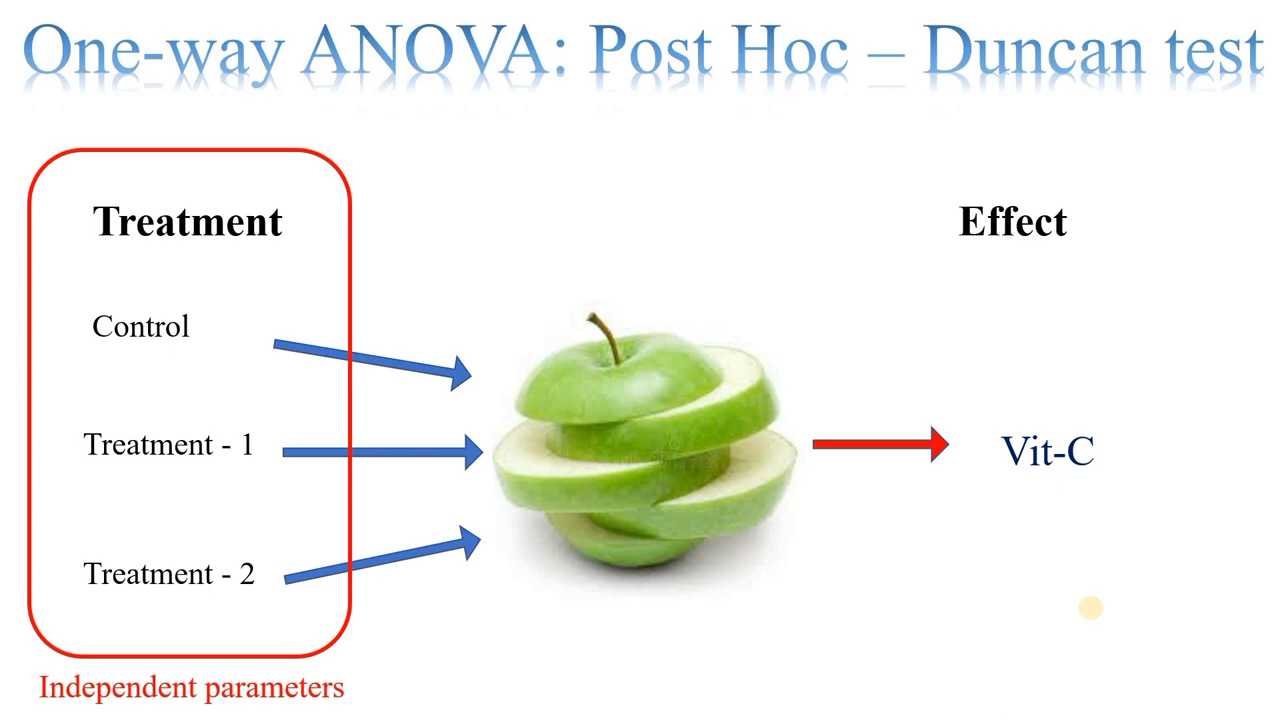 One-way ANOVA: Post Hoc – Duncan test
Treatment
Effect
Control
Treatment - 1
Vit-C
Treatment - 2
Independent parameters